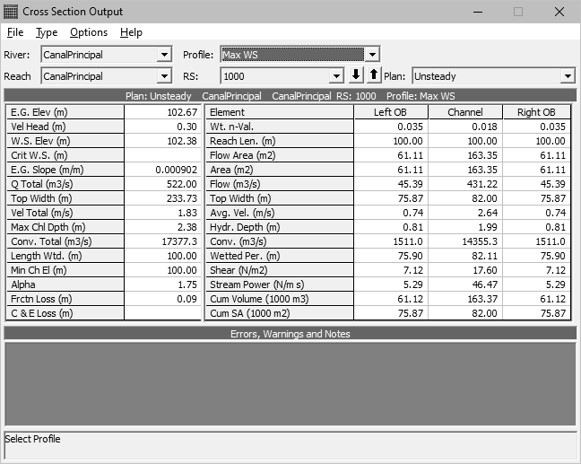 Cross Section Output
File Type Options Help
River: CanalPrincipal Profile: Max WS
Reach CanalPrincipal RS: 1000 Plan: Unsteady
Plan: Unsteady CanalPrincipal CanalPrincipal RS: 1000 Profile: Max WS
E.G. Elev (m) 102.67 Element Left OB Channel Right OB
Vel Head (m) 0.30 Wt. n-Val. 0.035 0.018 0.035
W.S. Elev (m) 102.38 Reach Len. (m) 100.00 100.00 100.00
Crit W.S. (m) Flow Area (m2) 61.11 163.35 61.11
E.G. Slope (m/m) 0.000902 Area (m2) 61.11 163.35 61.11
Q Total (m3/s) 522.00 Flow (m3/s) 45.39 431.22 45.39
Top Width (m) 233.73 Top Width (m) 75.87 82.00 75.87
Vel Total (m/s) 1.83 Avg. Vel. (m/s) 0.74 2.64 0.74
Max Chl Dpth (m) 2.38 Hydr. Depth (m) 0.81 1.99 0.81
Conv. Total (m3/s) 17377.3 Conv. (m3/s) 1511.0 14355.3 1511.0
Length Wtd. (m) 100.00 Wetted Per. (m) 75.90 82.11 75.90
Min Ch El (m) 100.00 Shear (N/m2) 7.12 17.60 7.12
Alpha 1.75 Stream Power (N/m s) 5.29 46.47 5.29
Frctn Loss (m) 0.09 Cum Volume (1000 m3) 61.12 163.37 61.12
C & E Loss (m) Cum SA (1000 m2) 75.87 82.00 75.87
Errors, Warnings and Notes
Select Profile